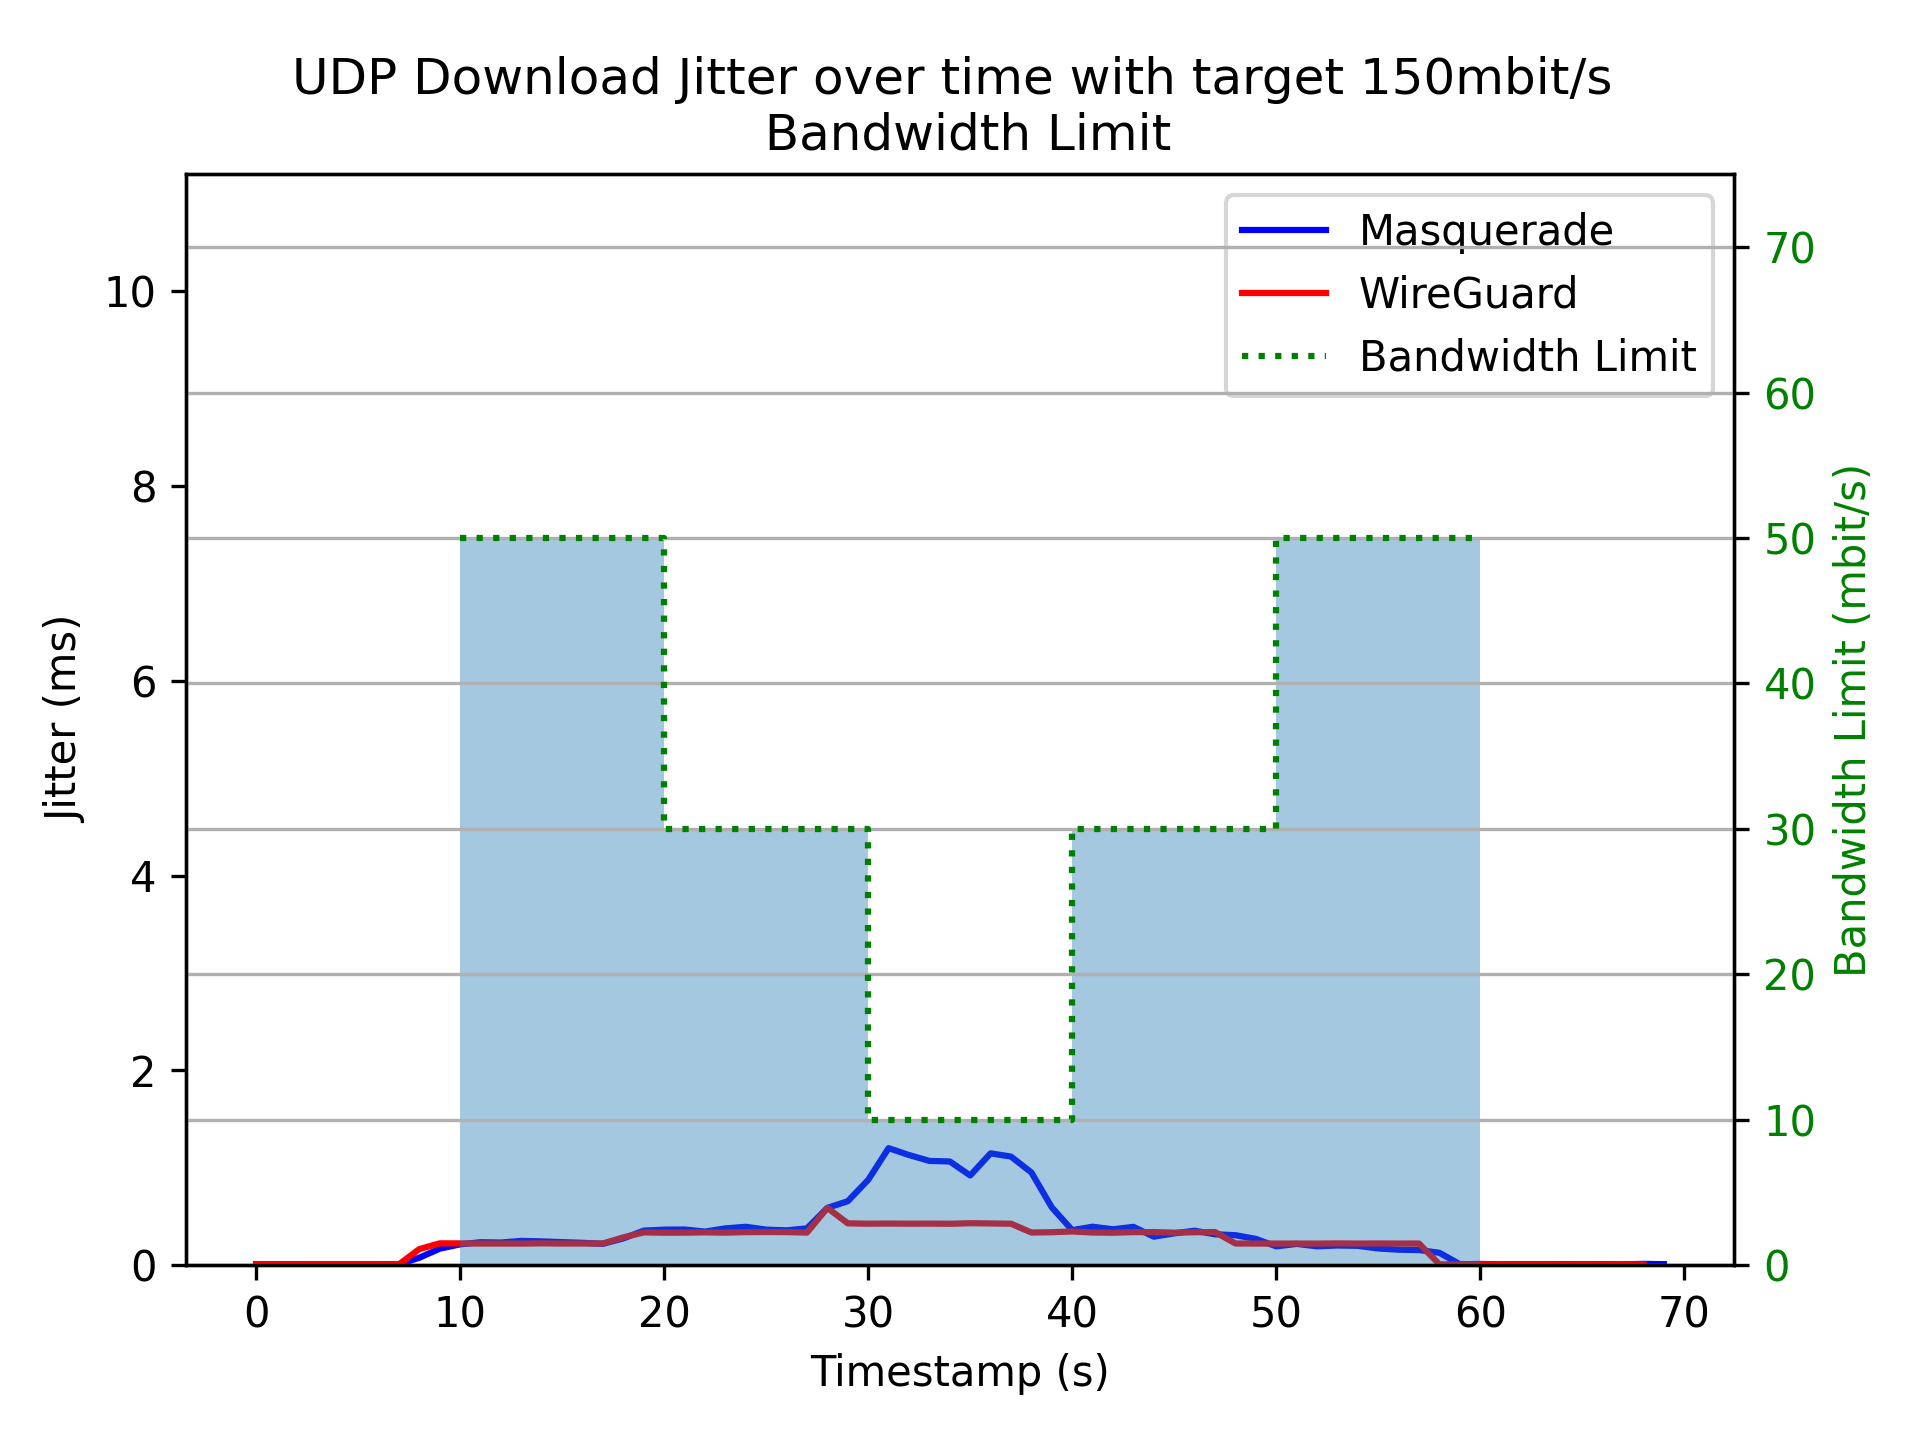 UDP Download Jitter over time with target 150mbit/s
Bandwidth Limit
Masquerade
WireGuard
Bandwidth Limit
Jitter (ms)
10
8
6
4
2
0
70
60
50
40
30
20
10
0
Bandwidth Limit (mbit/s)
0 10 20 30 40 50 60 70
Timestamp (s)